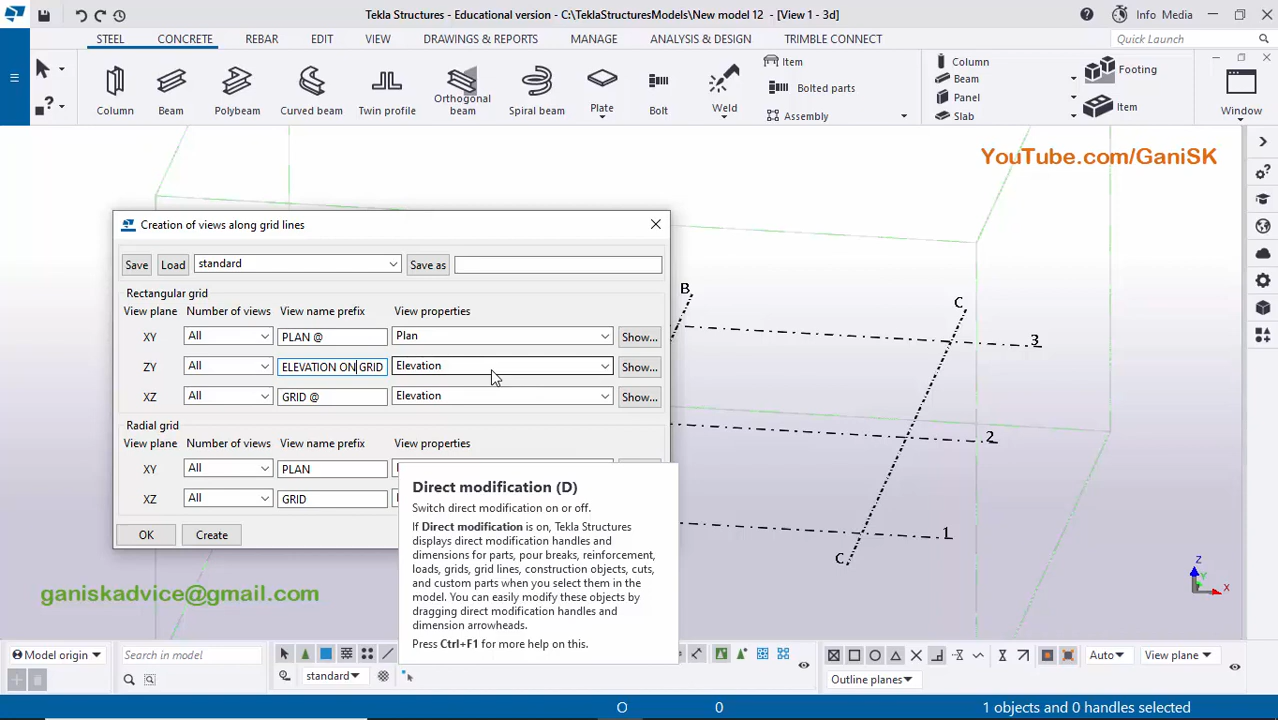 Tekla Structures - Educational version - C:\TeklaStructuresModels\New model 12 - [View 1 - 3d]
Info Media
STEEL CONCRETE REBAR EDIT VIEW DRAWINGS & REPORTS MANAGE ANALYSIS & DESIGN TRIMBLE CONNECT Quick Launch
Column Beam Polybeam Curved beam Twin profile Orthogonal beam Spiral beam Plate Bolt Weld
Item
Bolted parts
Assembly
Column
Beam
Panel
Slab
Footing
Item
Window
YouTube.com/GaniSK
Creation of views along grid lines
Save Load standard Save as
Rectangular grid
View plane Number of views View name prefix View properties
XY All PLAN @ Plan Show...
ZY All ELEVATION ON GRID Elevation Show...
XZ All GRID @ Elevation Show...
Radial grid
View plane Number of views View name prefix View properties
XY All PLAN
XZ All GRID
OK Create
Direct modification (D)
Switch direct modification on or off.
If Direct modification is on, Tekla Structures
displays direct modification handles and
dimensions for parts, pour breaks, reinforcement,
loads, grids, grid lines, construction objects, cuts,
and custom parts when you select them in the
model. You can easily modify these objects by
dragging direct modification handles and
dimension arrowheads.
Press Ctrl+F1 for more help on this.
B
C
3
2
1
C
Z
Y
X
ganiskadvice@gmail.com
Model origin Search in model
standard
Auto View plane
Outline planes
O 0 1 objects and 0 handles selected